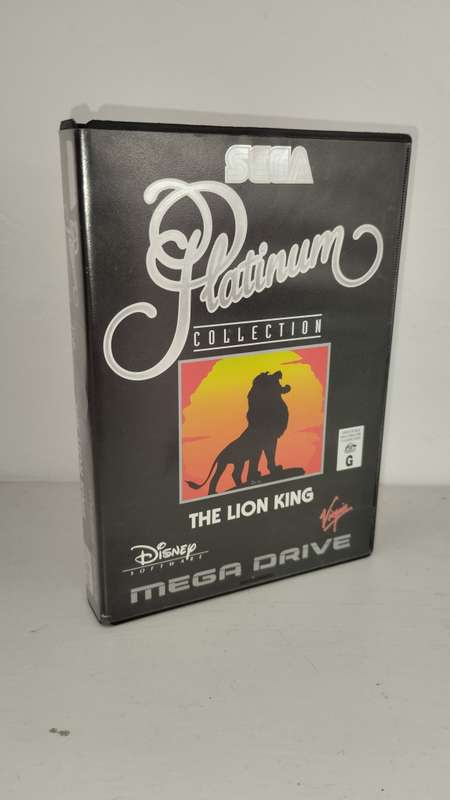 SEGA
Platinum
COLLECTION
G
THE LION KING
Virgin
Disney
SOFTWARE
MEGA DRIVE